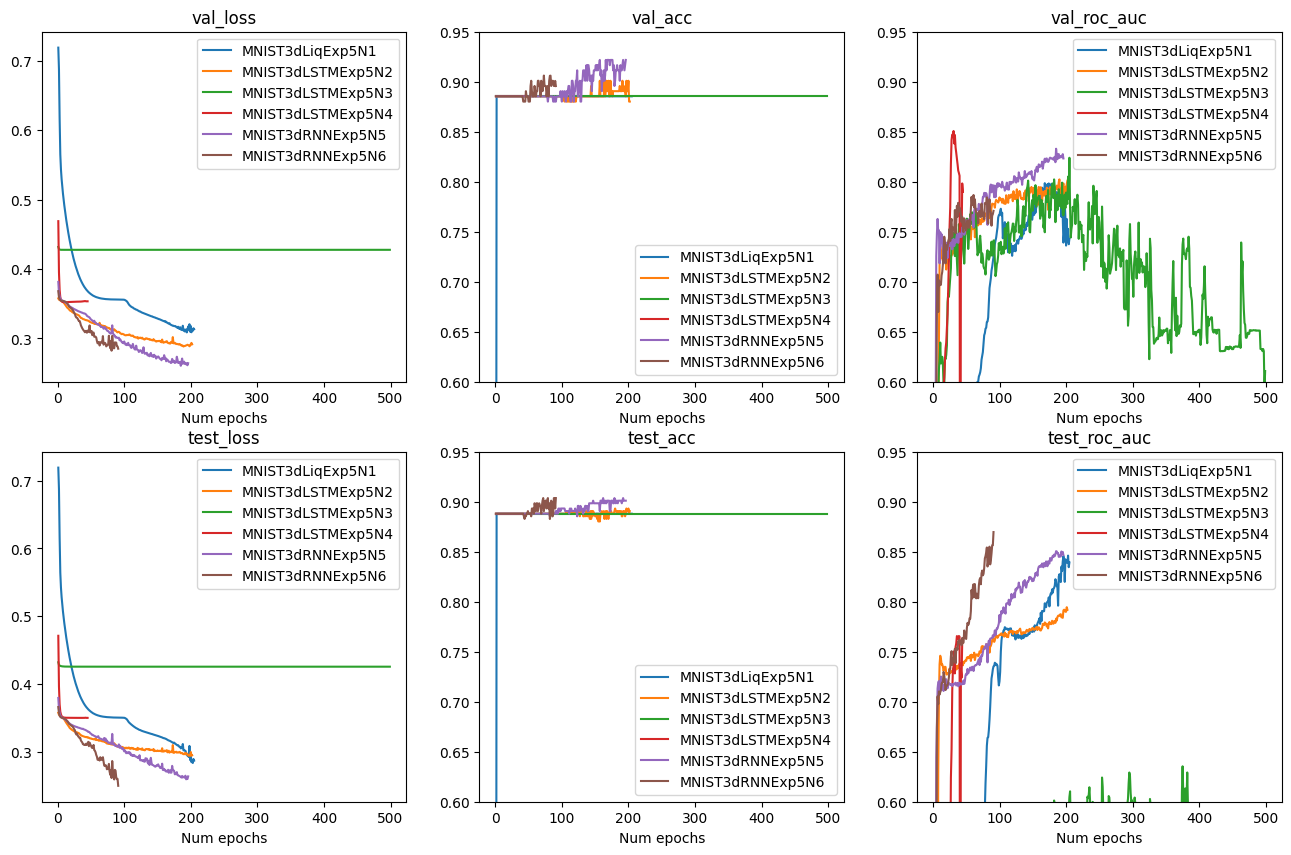 val_loss
0.7
0.6
0.5
0.4
0.3
MNIST3dLiqExp5N1
MNIST3dLSTMExp5N2
MNIST3dLSTMExp5N3
MNIST3dLSTMExp5N4
MNIST3dRNNExp5N5
MNIST3dRNNExp5N6
0 100 200 300 400 500
Num epochs
val_acc
0.95
0.90
0.85
0.80
0.75
0.70
0.65
0.60
MNIST3dLiqExp5N1
MNIST3dLSTMExp5N2
MNIST3dLSTMExp5N3
MNIST3dLSTMExp5N4
MNIST3dRNNExp5N5
MNIST3dRNNExp5N6
0 100 200 300 400 500
Num epochs
val_roc_auc
0.95
0.90
0.85
0.80
0.75
0.70
0.65
0.60
MNIST3dLiqExp5N1
MNIST3dLSTMExp5N2
MNIST3dLSTMExp5N3
MNIST3dLSTMExp5N4
MNIST3dRNNExp5N5
MNIST3dRNNExp5N6
0 100 200 300 400 500
Num epochs
test_loss
0.7
0.6
0.5
0.4
0.3
MNIST3dLiqExp5N1
MNIST3dLSTMExp5N2
MNIST3dLSTMExp5N3
MNIST3dLSTMExp5N4
MNIST3dRNNExp5N5
MNIST3dRNNExp5N6
0 100 200 300 400 500
Num epochs
test_acc
0.95
0.90
0.85
0.80
0.75
0.70
0.65
0.60
MNIST3dLiqExp5N1
MNIST3dLSTMExp5N2
MNIST3dLSTMExp5N3
MNIST3dLSTMExp5N4
MNIST3dRNNExp5N5
MNIST3dRNNExp5N6
0 100 200 300 400 500
Num epochs
test_roc_auc
0.95
0.90
0.85
0.80
0.75
0.70
0.65
0.60
MNIST3dLiqExp5N1
MNIST3dLSTMExp5N2
MNIST3dLSTMExp5N3
MNIST3dLSTMExp5N4
MNIST3dRNNExp5N5
MNIST3dRNNExp5N6
0 100 200 300 400 500
Num epochs